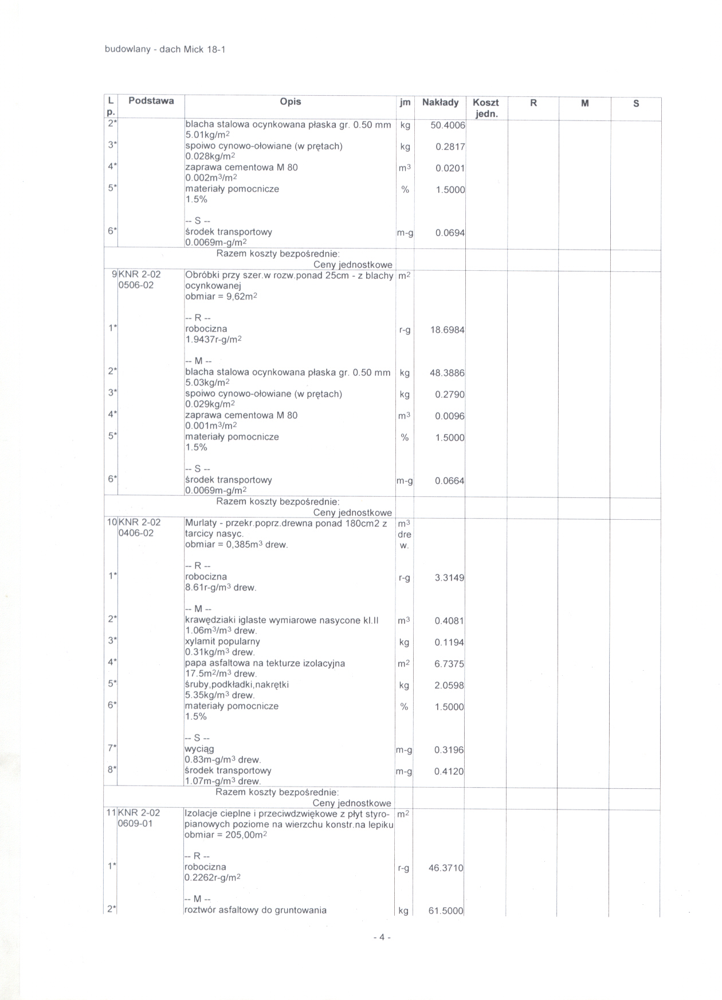 budowlany - dach Mick 18-1
L p. Podstawa Opis jm Nakłady Koszt jedn. R M S
2* blacha stalowa ocynkowana płaska gr. 0.50 mm kg 50.4006
5.01kg/m2
3* spoiwo cynowo-ołowiane (w prętach) kg 0.2817
0.028kg/m2
4* zaprawa cementowa M 80 m3 0.0201
0.002m3/m2
5* materiały pomocnicze % 1.5000
1.5%
-- S --
6* środek transportowy m-g 0.0694
0.0069m-g/m2
Razem koszty bezpośrednie:
Ceny jednostkowe
9 KNR 2-02 Obróbki przy szer.w rozw.ponad 25cm - z blachy m2
0506-02 ocynkowanej
obmiar = 9,62m2
-- R --
1* robocizna r-g 18.6984
1.9437r-g/m2
-- M --
2* blacha stalowa ocynkowana płaska gr. 0.50 mm kg 48.3886
5.03kg/m2
3* spoiwo cynowo-ołowiane (w prętach) kg 0.2790
0.029kg/m2
4* zaprawa cementowa M 80 m3 0.0096
0.001m3/m2
5* materiały pomocnicze % 1.5000
1.5%
-- S --
6* środek transportowy m-g 0.0664
0.0069m-g/m2
Razem koszty bezpośrednie:
Ceny jednostkowe
10 KNR 2-02 Murłaty - przekr.poprz.drewna ponad 180cm2 z m3
0406-02 tarcicy nasyc. dre
obmiar = 0,385m3 drew. w.
-- R --
1* robocizna r-g 3.3149
8.61r-g/m3 drew.
-- M --
2* krawędziaki iglaste wymiarowe nasycone kl.II m3 0.4081
1.06m3/m3 drew.
3* xylamit popularny kg 0.1194
0.31kg/m3 drew.
4* papa asfaltowa na tekturze izolacyjna m2 6.7375
17.5m2/m3 drew.
5* śruby,podkładki,nakrętki kg 2.0598
5.35kg/m3 drew.
6* materiały pomocnicze % 1.5000
1.5%
-- S --
7* wyciąg m-g 0.3196
0.83m-g/m3 drew.
8* środek transportowy m-g 0.4120
1.07m-g/m3 drew.
Razem koszty bezpośrednie:
Ceny jednostkowe
11 KNR 2-02 Izolacje cieplne i przeciwdzwiękowe z płyt styro- m2
0609-01 pianowych poziome na wierzchu konstr.na lepiku
obmiar = 205,00m2
-- R --
1* robocizna r-g 46.3710
0.2262r-g/m2
-- M --
2* roztwór asfaltowy do gruntowania kg 61.5000
- 4 -